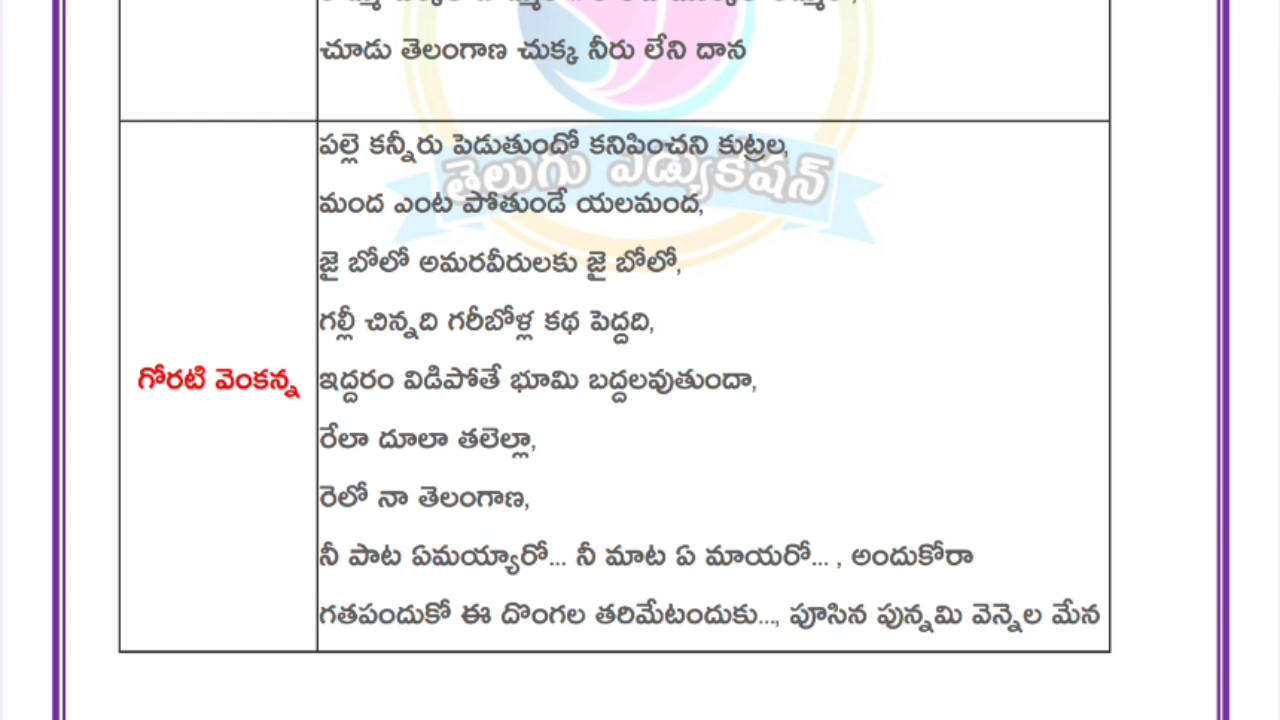 చూడు తెలంగాణ చుక్క నీరు లేని దాన
పల్లె కన్నీరు పెడుతుందో కనిపించని కుట్రల,
తెలుగు ఎడ్యుకేషన్
మంద ఎంట పోతుండే యలమంద,
జై బోలో అమరవీరులకు జై బోలో,
గల్లీ చిన్నది గరీబోళ్ల కథ పెద్దది,
గోరటి వెంకన్న ఇద్దరం విడిపోతే భూమి బద్దలవుతుందా,
రేలా దూలా తలెల్లా,
రెలో నా తెలంగాణ,
నీ పాట ఏమయ్యారో... నీ మాట ఏ మాయరో... , అందుకోరా
గతపందుకో ఈ దొంగల తరిమేటందుకు..., పూసిన పున్నమి వెన్నెల మేన